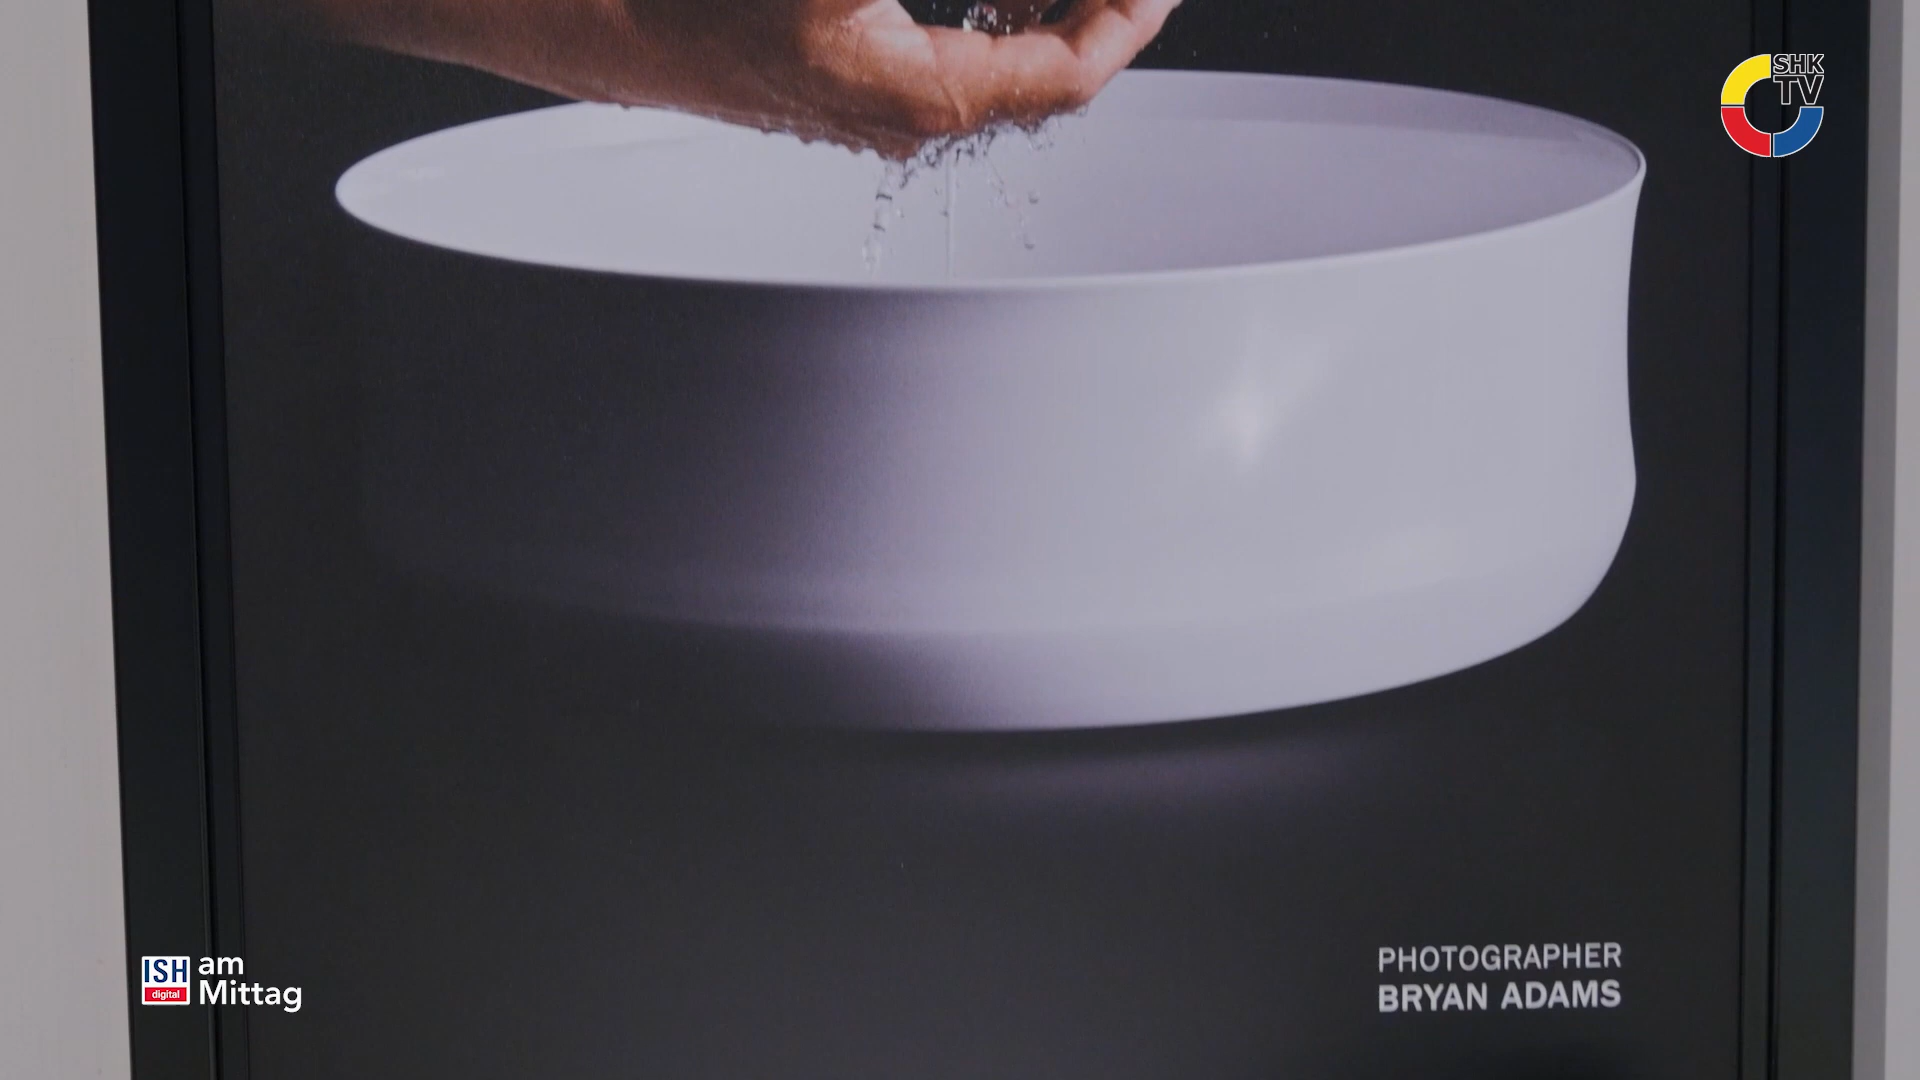 SHK
TV
ISH am
digital Mittag
PHOTOGRAPHER
BRYAN ADAMS